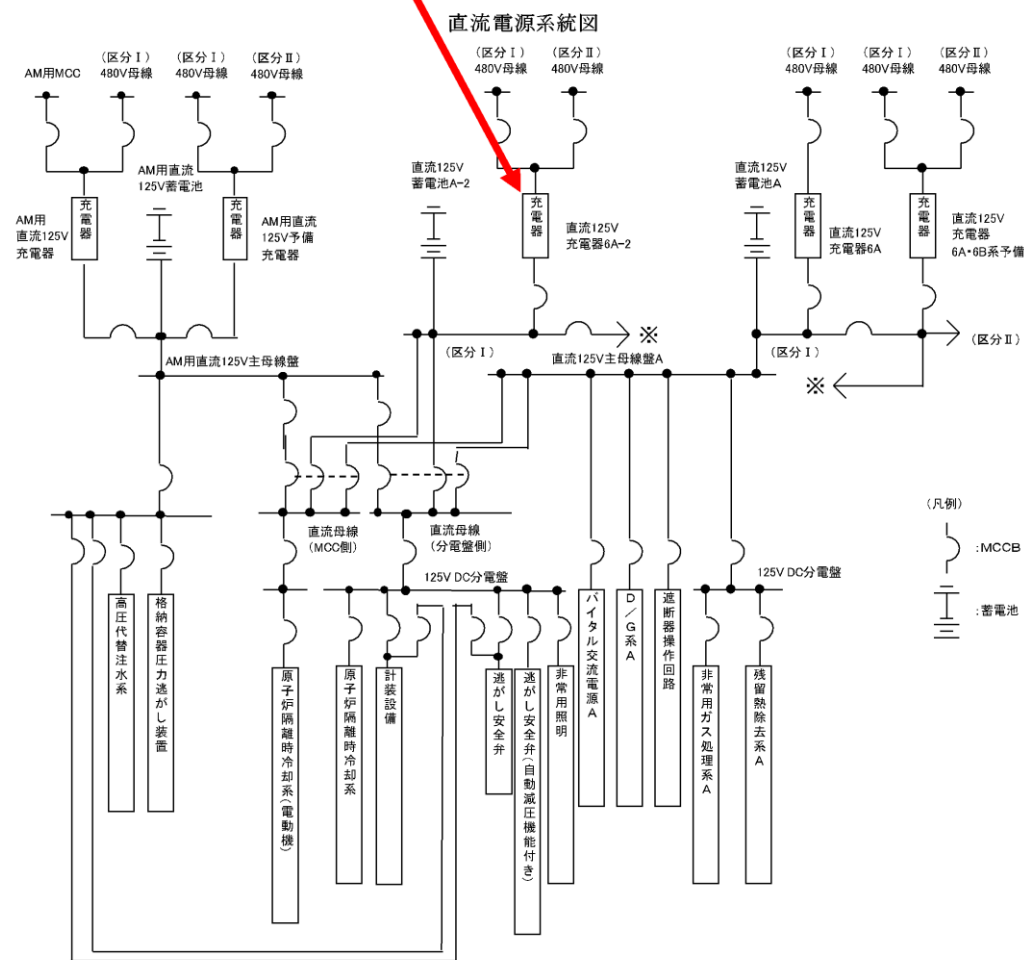 直流電源系統図
AM用MCC
(区分Ⅰ)
480V母線
(区分Ⅰ)
480V母線
(区分Ⅱ)
480V母線
(区分Ⅰ)
480V母線
(区分Ⅱ)
480V母線
(区分Ⅰ)
480V母線
(区分Ⅰ)
480V母線
(区分Ⅱ)
480V母線
AM用
直流125V
充電器
充電器
AM用直流
125V蓄電池
充電器
AM用直流
125V予備
充電器
直流125V
蓄電池A-2
充電器
直流125V
充電器6A-2
直流125V
蓄電池A
充電器
直流125V
充電器6A
充電器
直流125V
充電器
6A・6B系予備
※
(区分Ⅱ)
AM用直流125V主母線盤
(区分Ⅰ)
直流125V主母線盤A
(区分Ⅰ)
※
直流母線
(MCC側)
直流母線
(分電盤側)
125V DC分電盤
125V DC分電盤
(凡例)
:MCCB
:蓄電池
高圧代替注水系
格納容器圧力逃がし装置
原子炉隔離時冷却系(電動機)
原子炉隔離時冷却系
計装設備
逃がし安全弁
逃がし安全弁(自動減圧機能付き)
非常用照明
バイタル交流電源A
D/G系A
遮断器操作回路
非常用ガス処理系A
残留熱除去系A